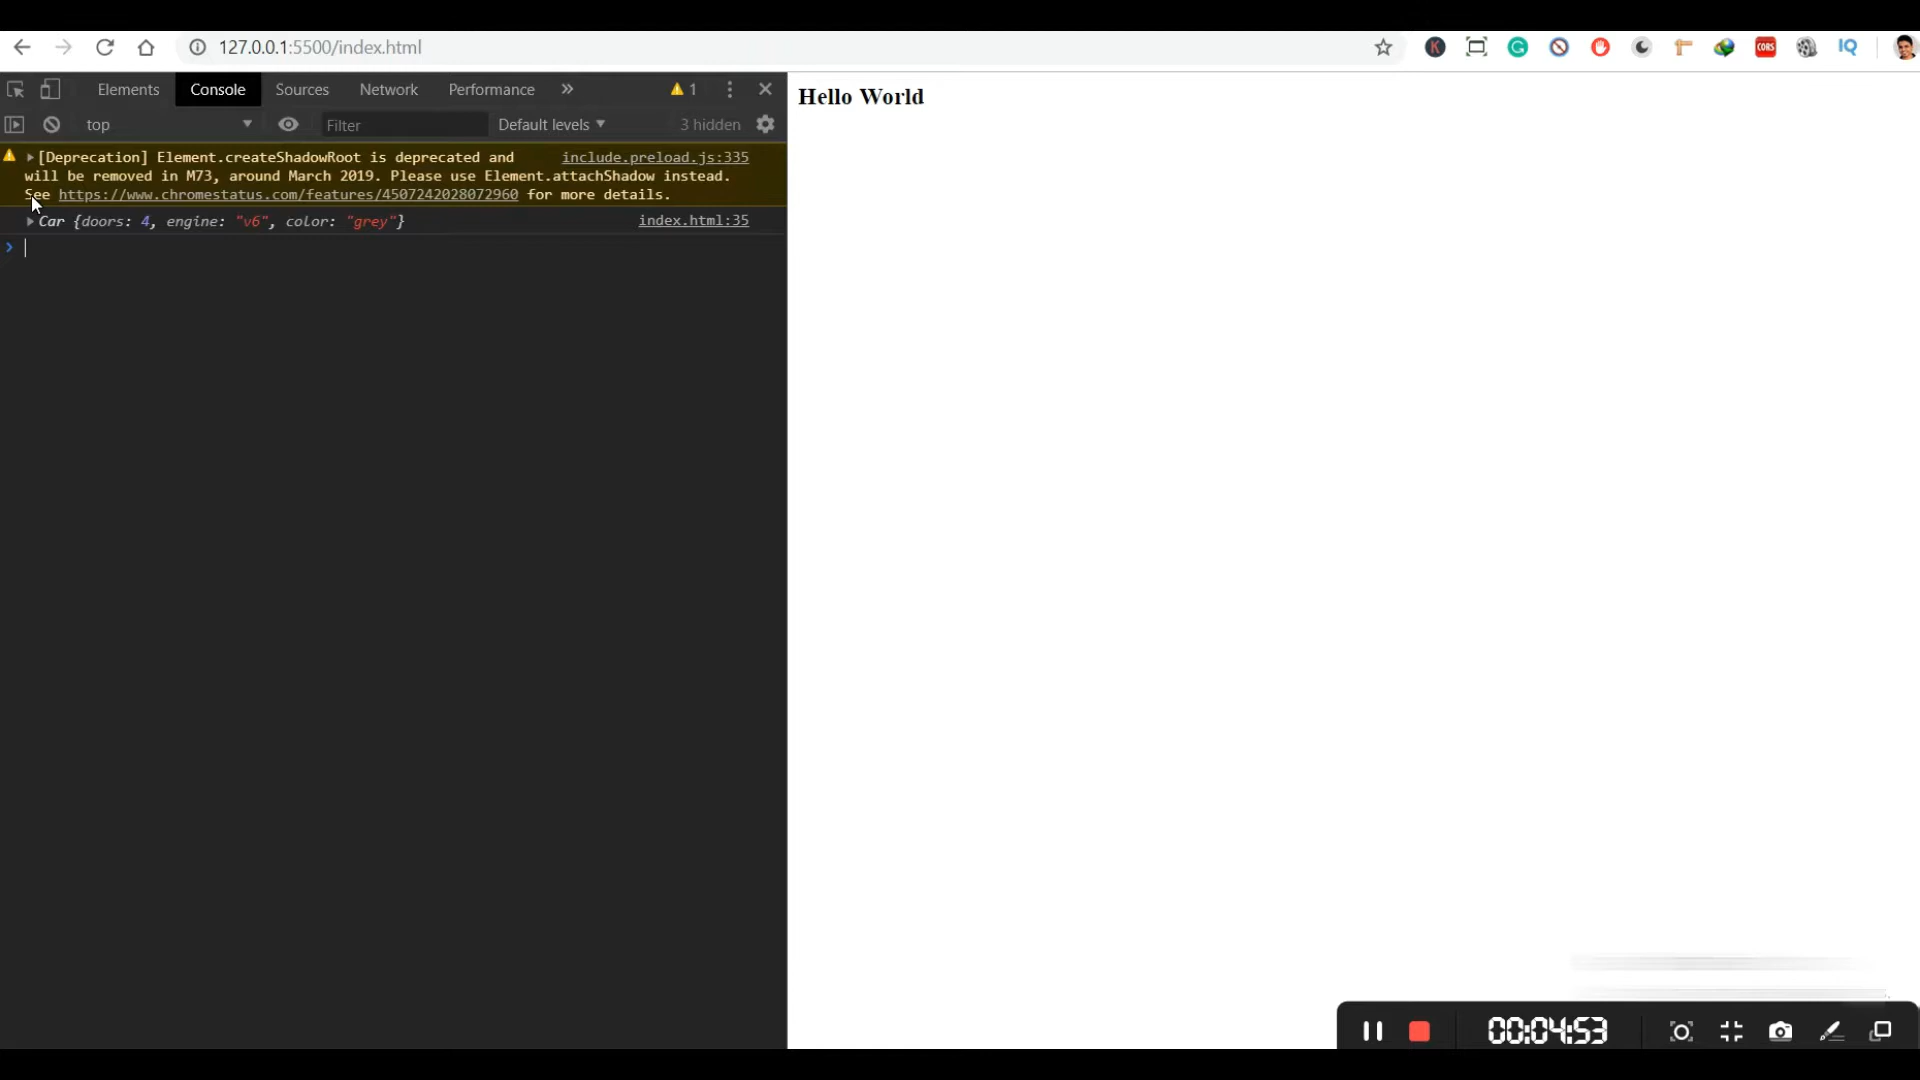 127.0.0.1:5500/index.html
CORS
IQ
Elements Console Sources Network Performance » 1
top Filter Default levels 3 hidden
[Deprecation] Element.createShadowRoot is deprecated and include.preload.js:335
will be removed in M73, around March 2019. Please use Element.attachShadow instead.
See https://www.chromestatus.com/features/4507242028072960 for more details.
Car {doors: 4, engine: "v6", color: "grey"} index.html:35
Hello World
00:04:53